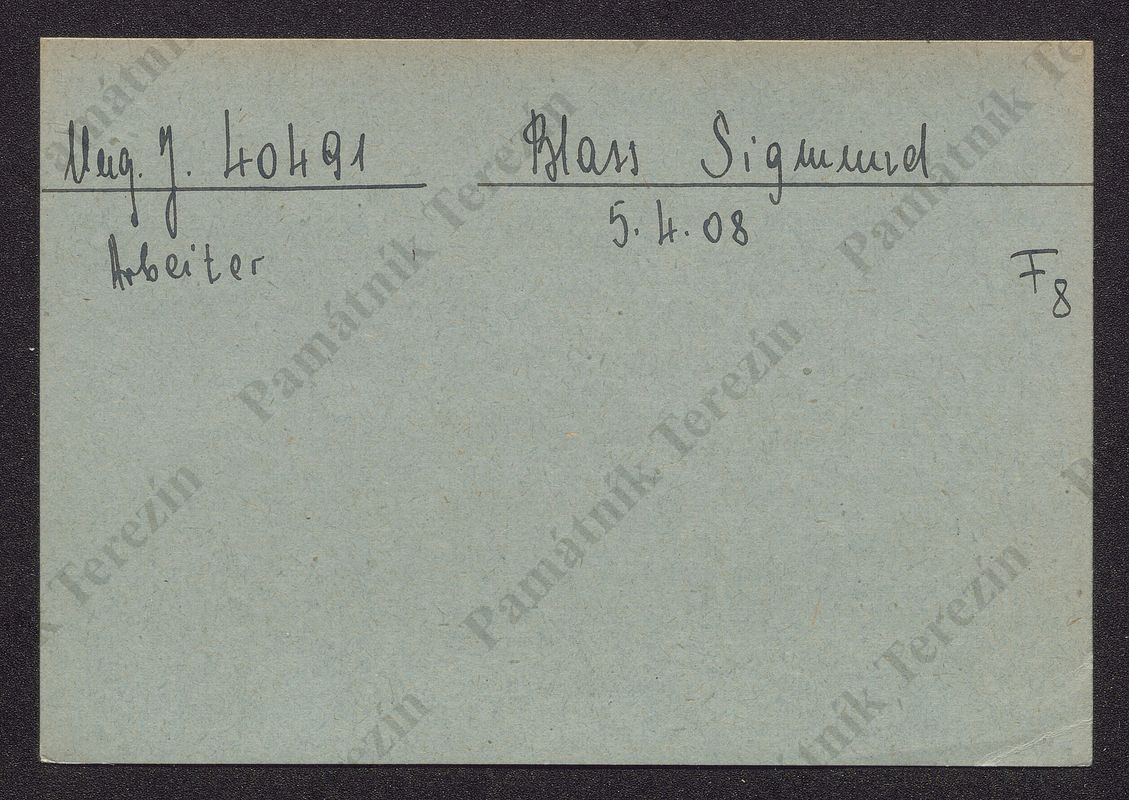 Ung. J. 40491 Blass Sigmund
5.4.08
Arbeiter
F8
Památník Terezín